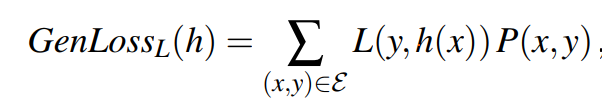 GenLoss_L(h) = ∑_{(x,y)∈ℰ} L(y, h(x)) P(x, y) ,